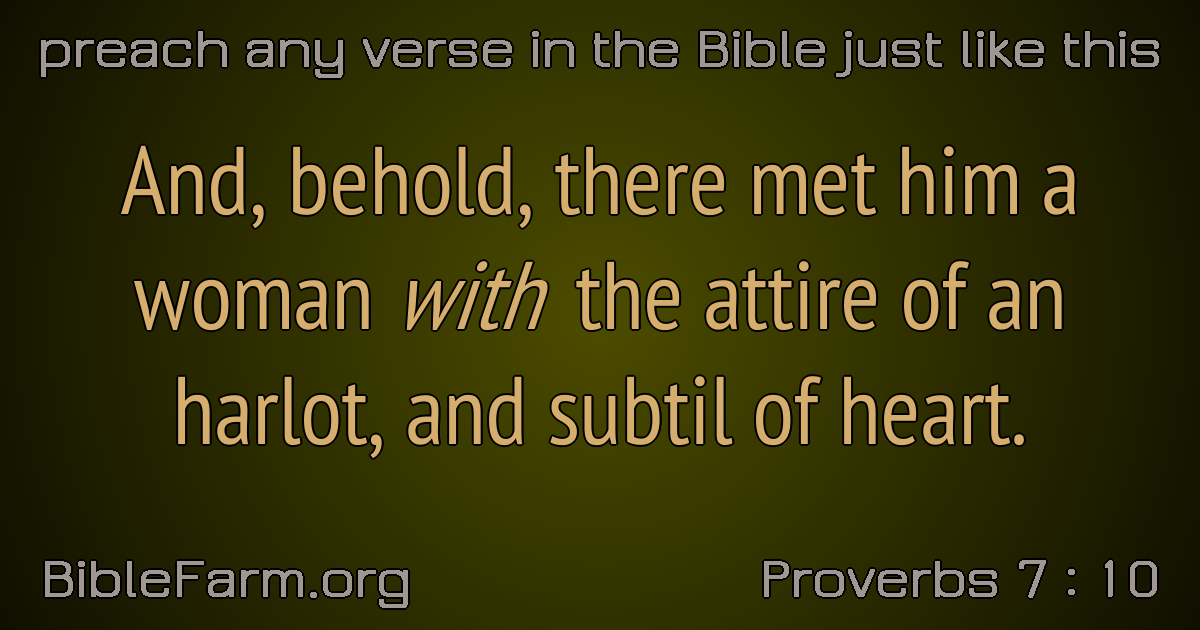 preach any verse in the Bible just like this
And, behold, there met him a
woman with the attire of an
harlot, and subtil of heart.
BibleFarm.org
Proverbs 7 : 10